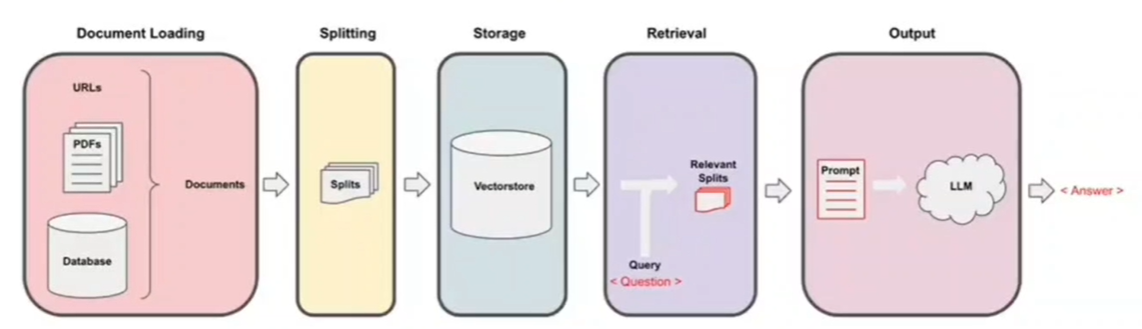 Document Loading
Splitting
Storage
Retrieval
Output
URLs
PDFs
Documents
Database
Splits
Vectorstore
Relevant
Splits
Query
< Question >
Prompt
LLM
< Answer >